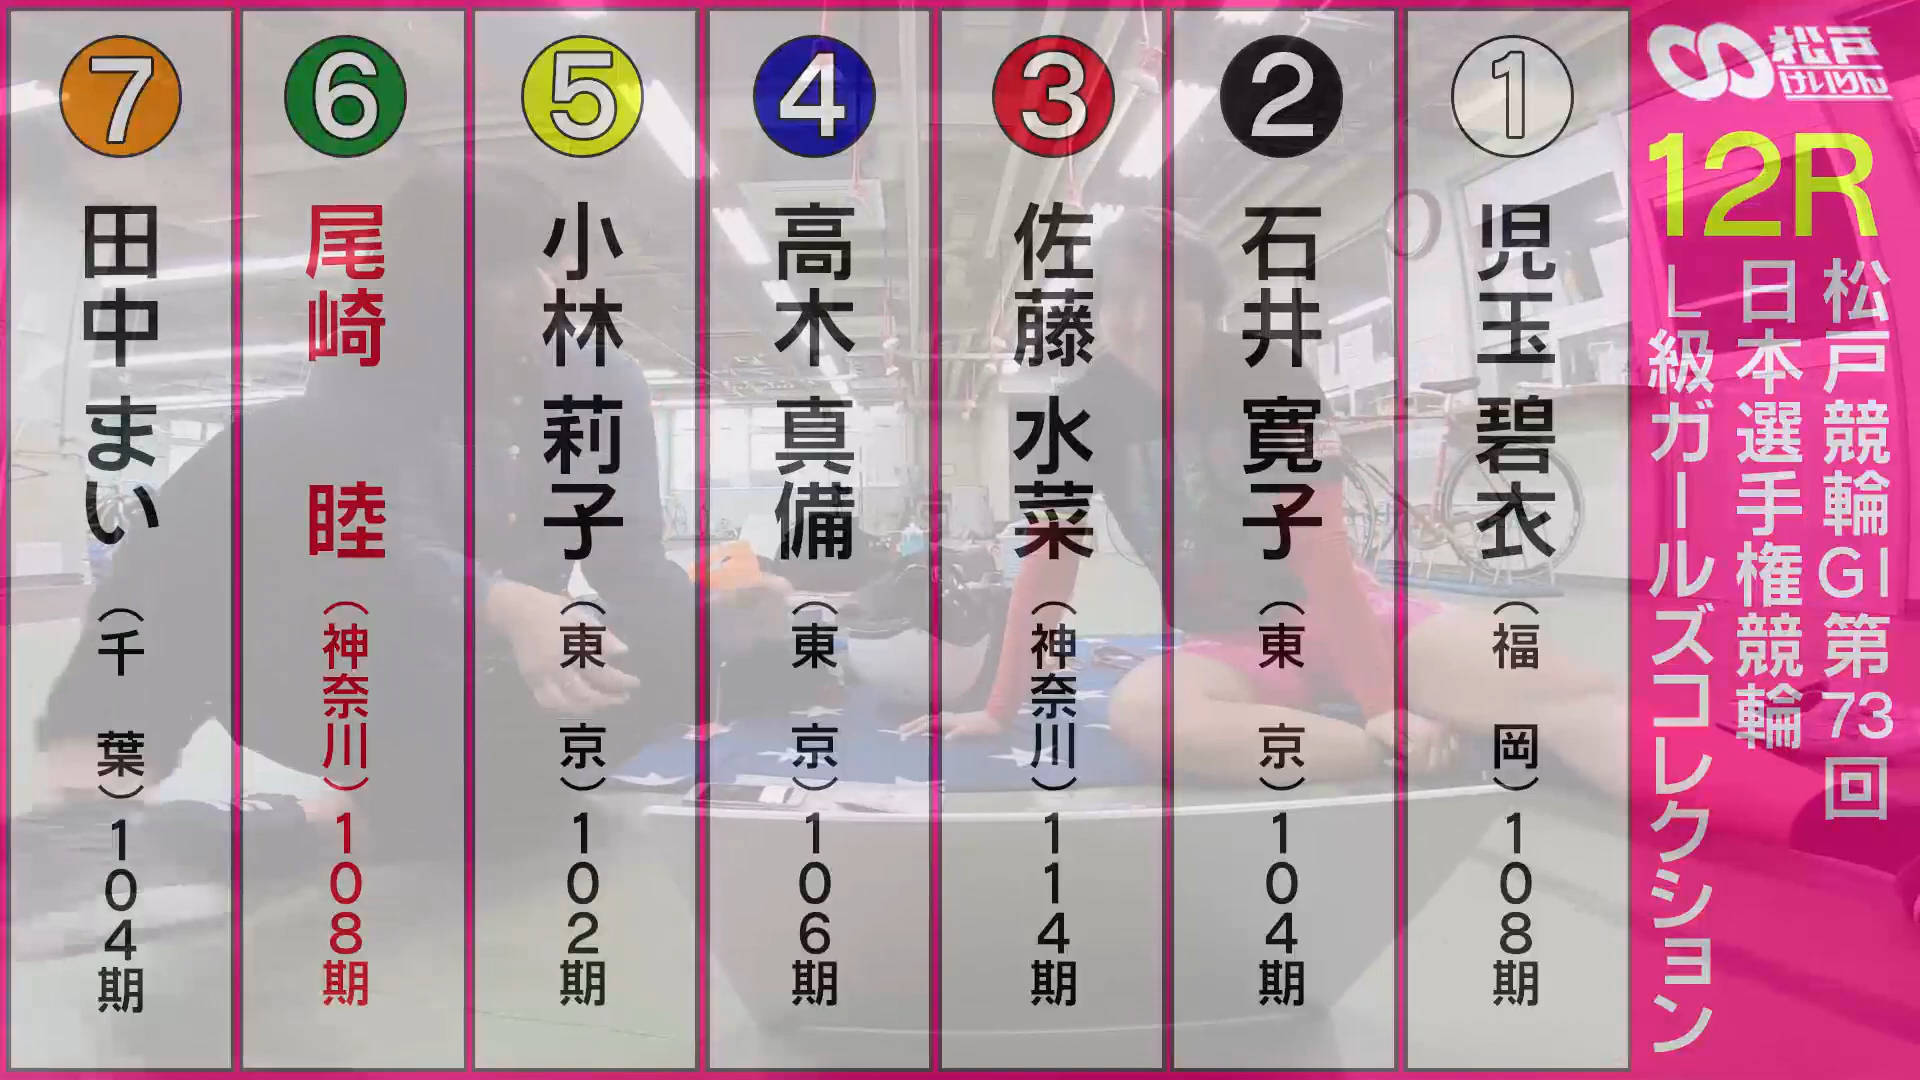 松戸けいりん
12R
松戸競輪GⅠ第73回
日本選手権競輪
L級ガールズコレクション
1 児玉 碧衣 (福 岡) 108期
2 石井 寛子 (東 京) 104期
3 佐藤 水菜 (神奈川) 114期
4 高木 真備 (東 京) 106期
5 小林 莉子 (東 京) 102期
6 尾崎 睦 (神奈川) 108期
7 田中 まい (千 葉) 104期